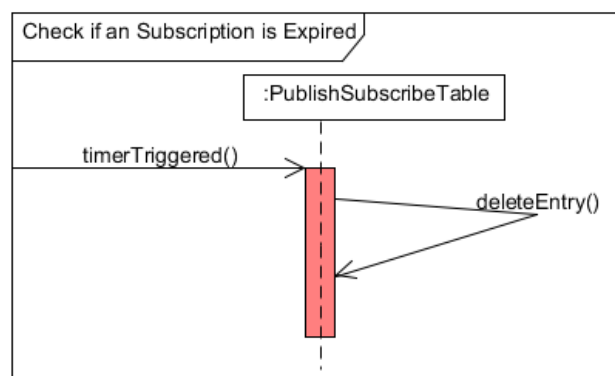 Check if an Subscription is Expired
:PublishSubscribeTable
timerTriggered()
deleteEntry()